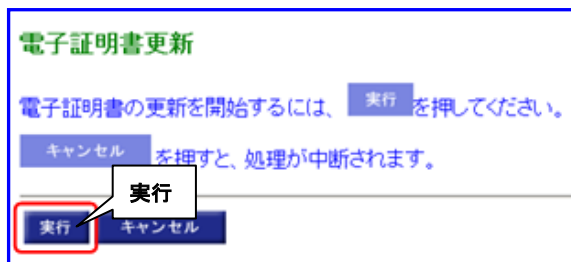 電子証明書更新
電子証明書の更新を開始するには、 実行 を押してください。
キャンセル を押すと、処理が中断されます。
実行
実行 キャンセル